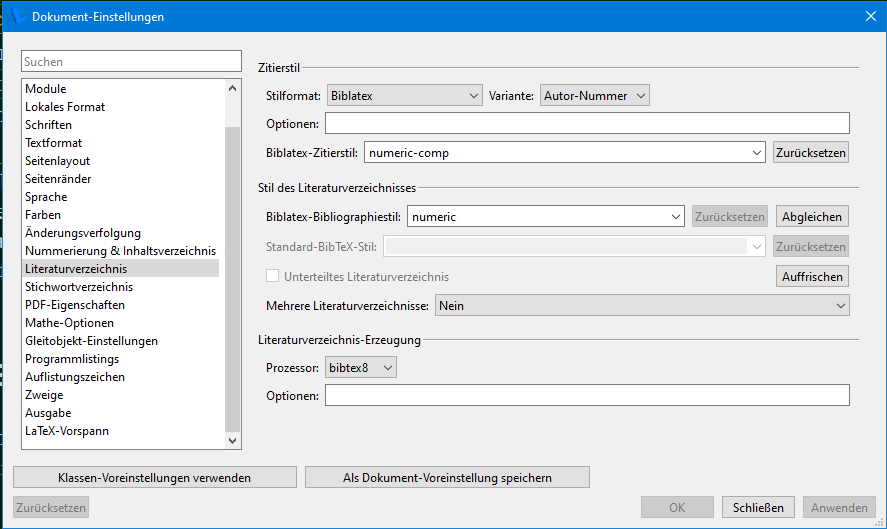 Dokument-Einstellungen
Suchen
Module
Lokales Format
Schriften
Textformat
Seitenlayout
Seitenränder
Sprache
Farben
Änderungsverfolgung
Nummerierung & Inhaltsverzeichnis
Literaturverzeichnis
Stichwortverzeichnis
PDF-Eigenschaften
Mathe-Optionen
Gleitobjekt-Einstellungen
Programmlistings
Auflistungszeichen
Zweige
Ausgabe
LaTeX-Vorspann
Zitierstil
Stilformat: Biblatex Variante: Autor-Nummer
Optionen:
Biblatex-Zitierstil: numeric-comp Zurücksetzen
Stil des Literaturverzeichnisses
Biblatex-Bibliographiestil: numeric Zurücksetzen Abgleichen
Standard-BibTeX-Stil: Zurücksetzen
Unterteiltes Literaturverzeichnis Auffrischen
Mehrere Literaturverzeichnisse: Nein
Literaturverzeichnis-Erzeugung
Prozessor: bibtex8
Optionen:
Klassen-Voreinstellungen verwenden Als Dokument-Voreinstellung speichern
Zurücksetzen OK Schließen Anwenden